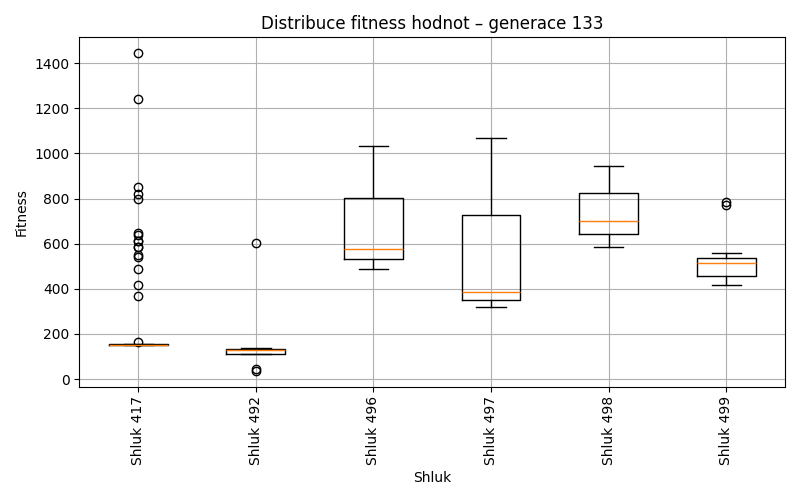 Distribuce fitness hodnot – generace 133
Fitness
1400
1200
1000
800
600
400
200
0
Shluk 417
Shluk 492
Shluk 496
Shluk 497
Shluk 498
Shluk 499
Shluk